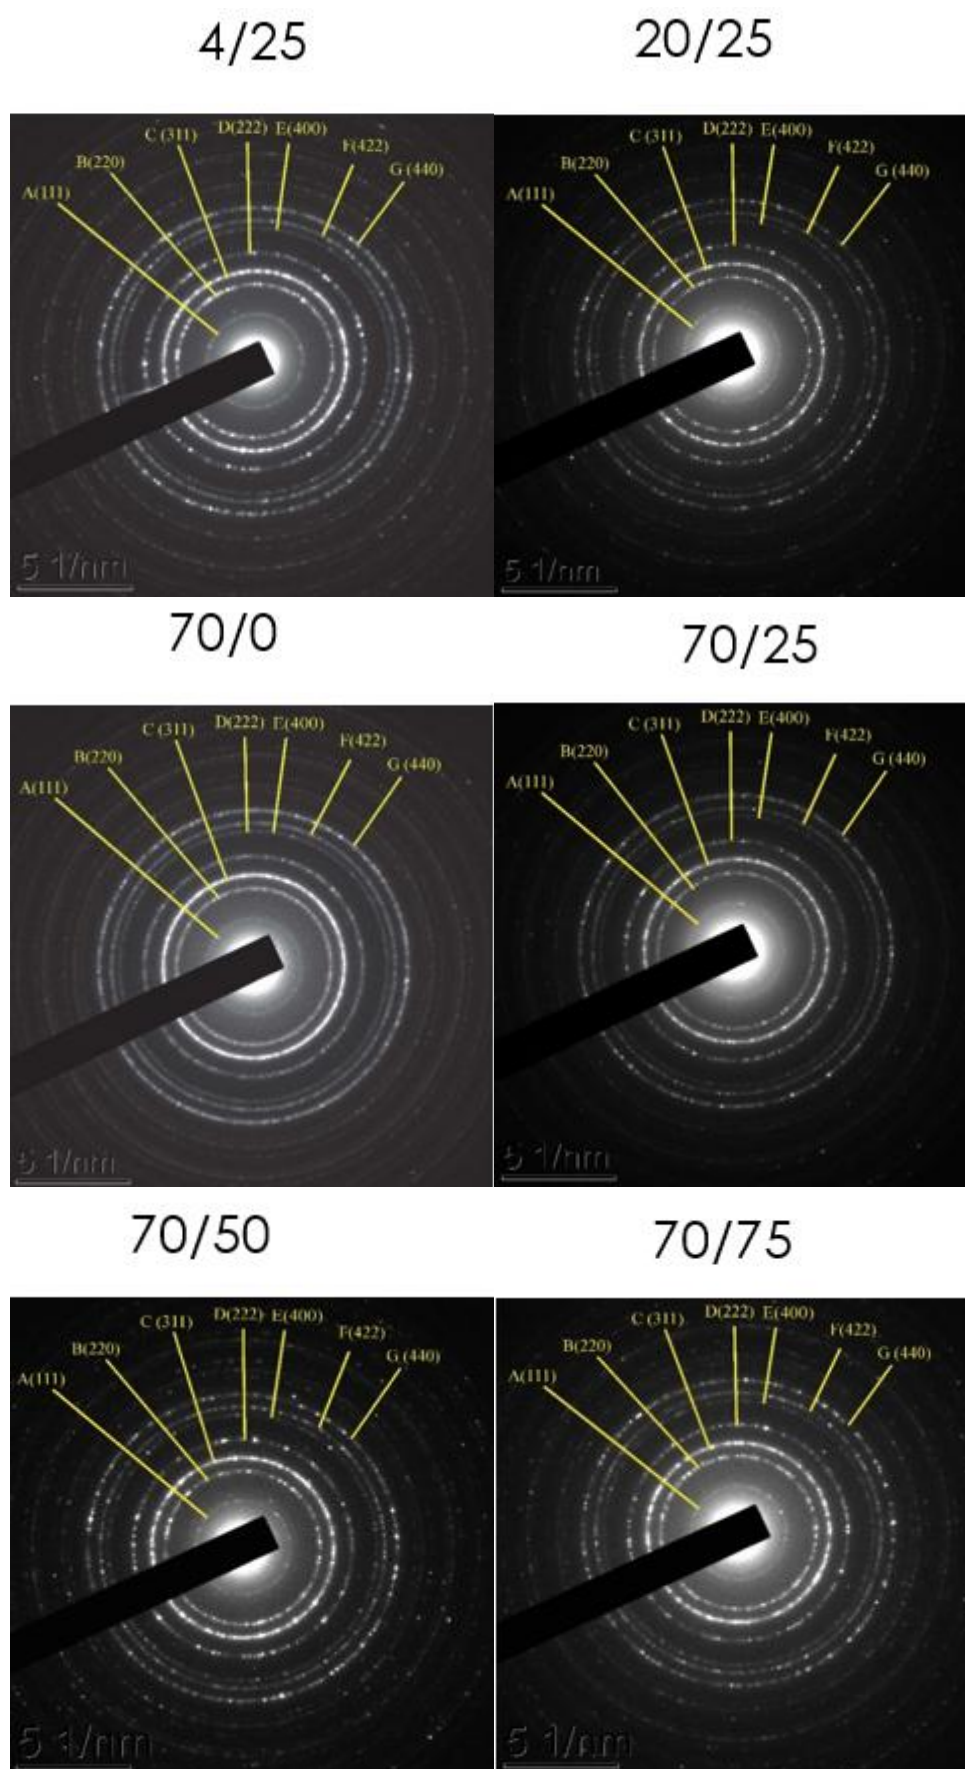 4/25
20/25
A(111)
B(220)
C (311)
D(222)
E(400)
F(422)
G (440)
5 1/nm
A(111)
B(220)
C (311)
D(222)
E(400)
F(422)
G (440)
5 1/nm
70/0
70/25
A(111)
B(220)
C (311)
D(222)
E(400)
F(422)
G (440)
5 1/nm
A(111)
B(220)
C (311)
D(222)
E(400)
F(422)
G (440)
5 1/nm
70/50
70/75
A(111)
B(220)
C (311)
D(222)
E(400)
F(422)
G (440)
5 1/nm
A(111)
B(220)
C (311)
D(222)
E(400)
F(422)
G (440)
5 1/nm